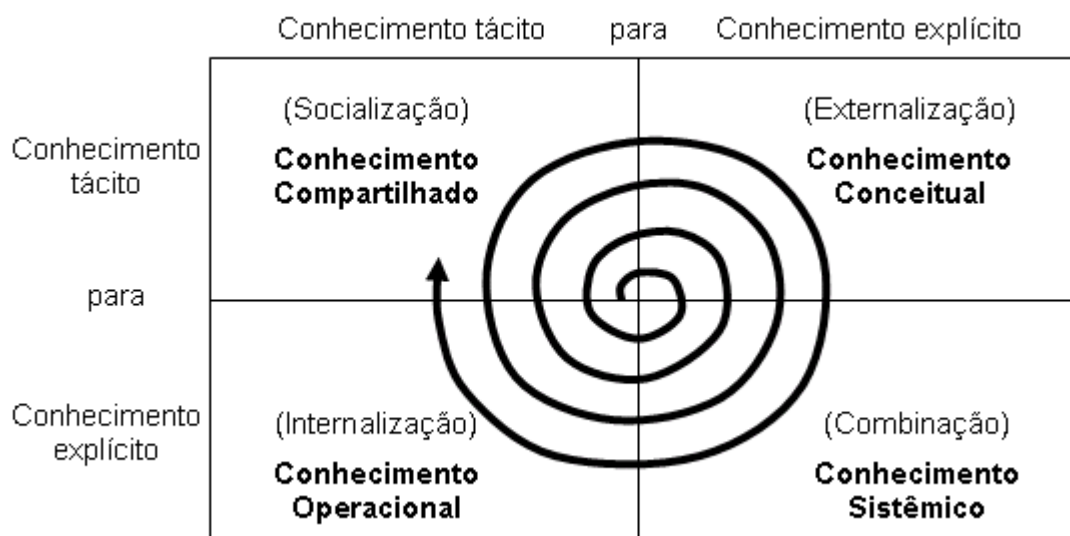 Conhecimento tácito para Conhecimento explícito
(Socialização)
(Externalização)
Conhecimento
tácito
Conhecimento
Compartilhado
Conhecimento
Conceitual
para
Conhecimento
explícito
(Internalização)
(Combinação)
Conhecimento
Operacional
Conhecimento
Sistêmico